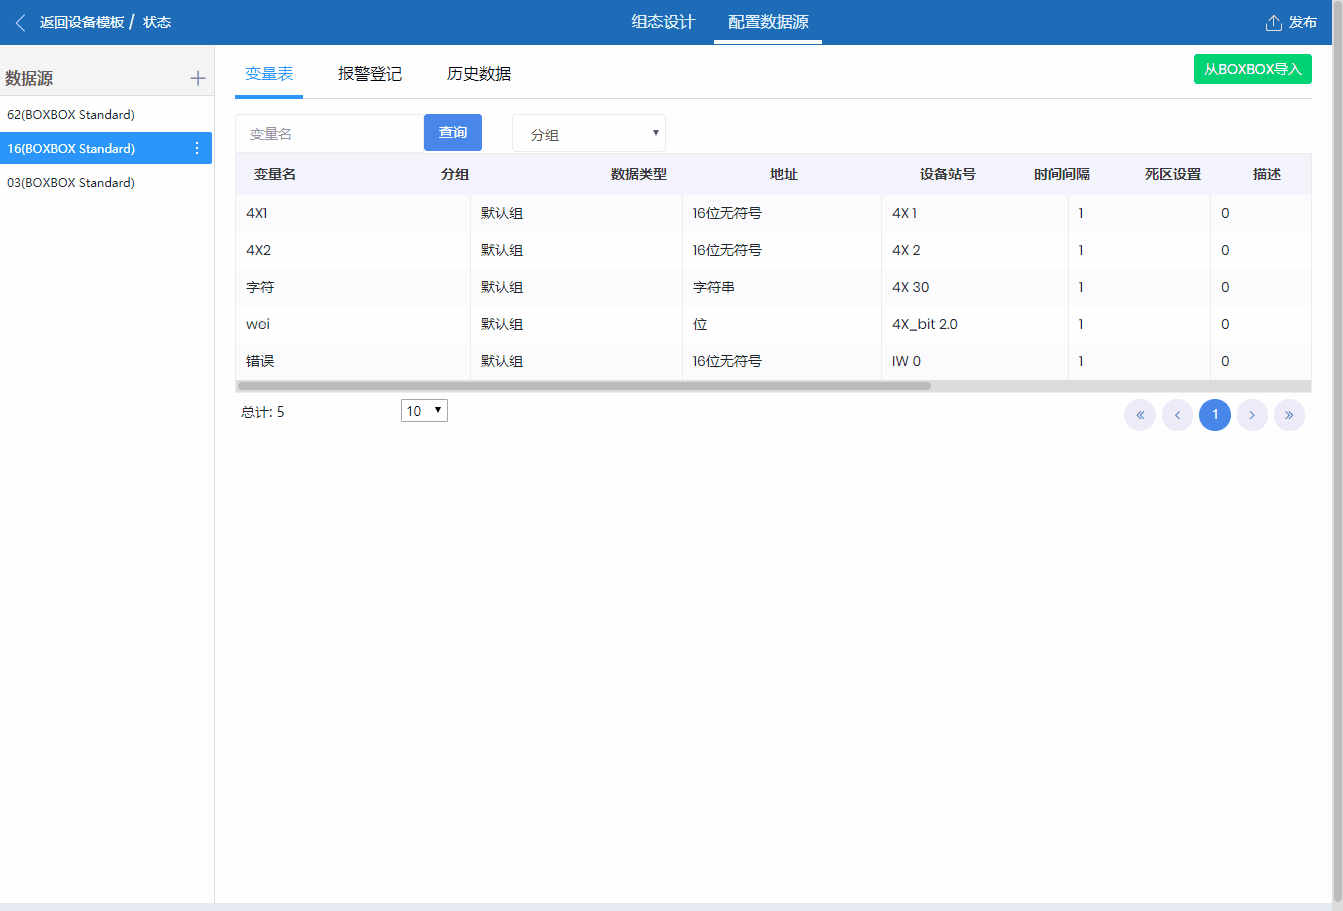 返回设备模板 / 状态 组态设计 配置数据源 发布
数据源
62(BOXBOX Standard)
16(BOXBOX Standard)
03(BOXBOX Standard)
变量表 报警登记 历史数据 从BOXBOX导入
变量名 查询 分组
变量名 分组 数据类型 地址 设备站号 时间间隔 死区设置 描述
4X1 默认组 16位无符号 4X 1 1 0
4X2 默认组 16位无符号 4X 2 1 0
字符 默认组 字符串 4X 30 1 0
wei 默认组 位 4X_bit 2.0 1 0
错误 默认组 16位无符号 IW 0 1 0
总计: 5 10 « ‹ 1 › »